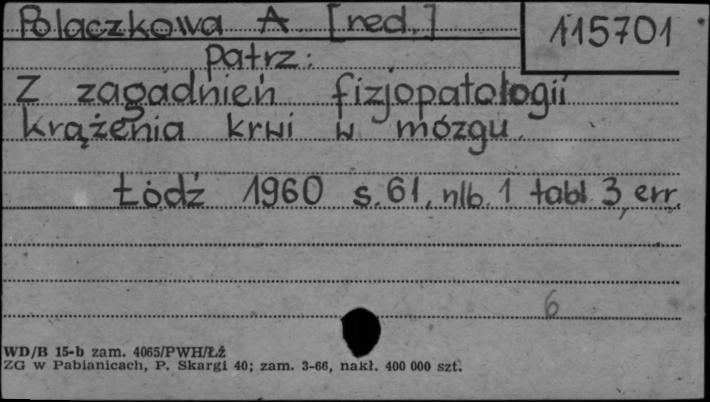 Polaczkowa A. [red.]
115701
patrz:
Z zagadnień fizjopatologii
krążenia krwi w mózgu.
Łódź 1960 s. 61, nlb. 1 tabl 3, err.
6
WD/B 15-b zam. 4065/PWH/Łź
ZG w Pabianicach, P. Skargi 40; zam. 3-66, nakł. 400 000 szt.